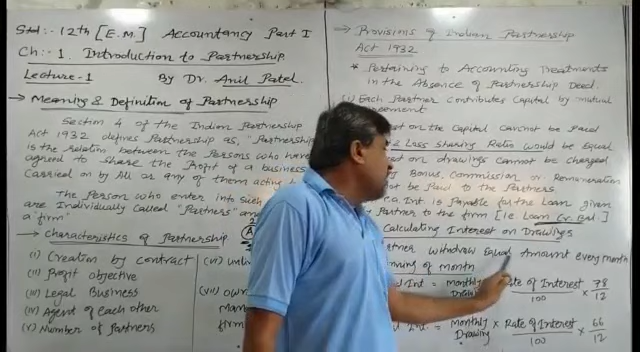 Std:- 12th [E.M.] Accountancy Part I
Ch:- 1. Introduction to Partnership
Lecture-1 By Dr. Anil Patel
→ Meaning & Definition of Partnership
Section 4 of the Indian Partnership
Act 1932 defines Partnership as, "Partnership
is the relation between the Persons who have
agreed to share the Profit of a business
Carried on by All or any of them acting
The Person who enter into such
are Individually Called "Partners" and
a "firm"
→ Characteristics of Partnership
(I) Creation by contract
(II) Profit objective
(III) Legal Business
(IV) Agent of each other
(V) Number of Partners
(VI)
(VII)
→ Provisions of Indian Partnership
Act 1932
* Pertaining to Accounting Treatments
in the Absence of Partnership Deed.
(i) Each Partner Contributes Capital by mutual
on the Capital cannot be Paid
& Loss Sharing Ratio would be Equal
on drawings cannot be charged
Bonus, Commission or Remuneration
be Paid to the Partners.
Int is Payable for the Loan given
Partner to the firm [i.e Loan Cr. Bal]
Calculating Interest on Drawings
withdraw Equal Amount every month
of month
Int = Monthly Drawing Rate of Interest/100 × 78/12
Int. = Monthly Drawing × Rate of Interest/100 × 66/12